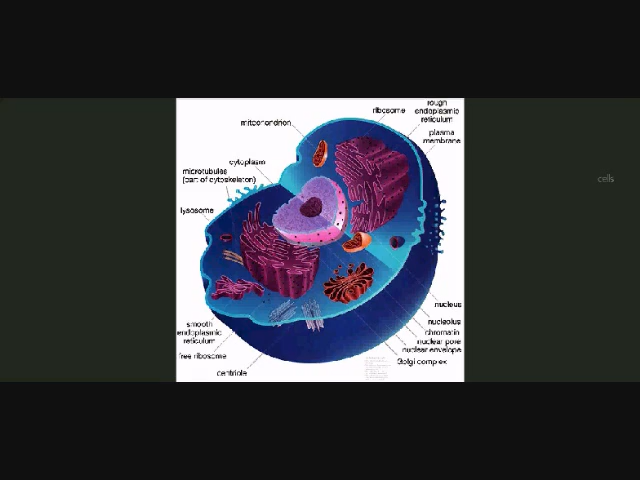 rough
ribosome endoplasmic
reticulum
mitochondrion
plasma
membrane
cytoplasm
microtubules
(part of cytoskeleton)
cells
lysosome
nucleus
smooth
endoplasmic
reticulum
nucleolus
chromatin
nuclear pore
nuclear envelope
free ribosome
Golgi complex
centriole